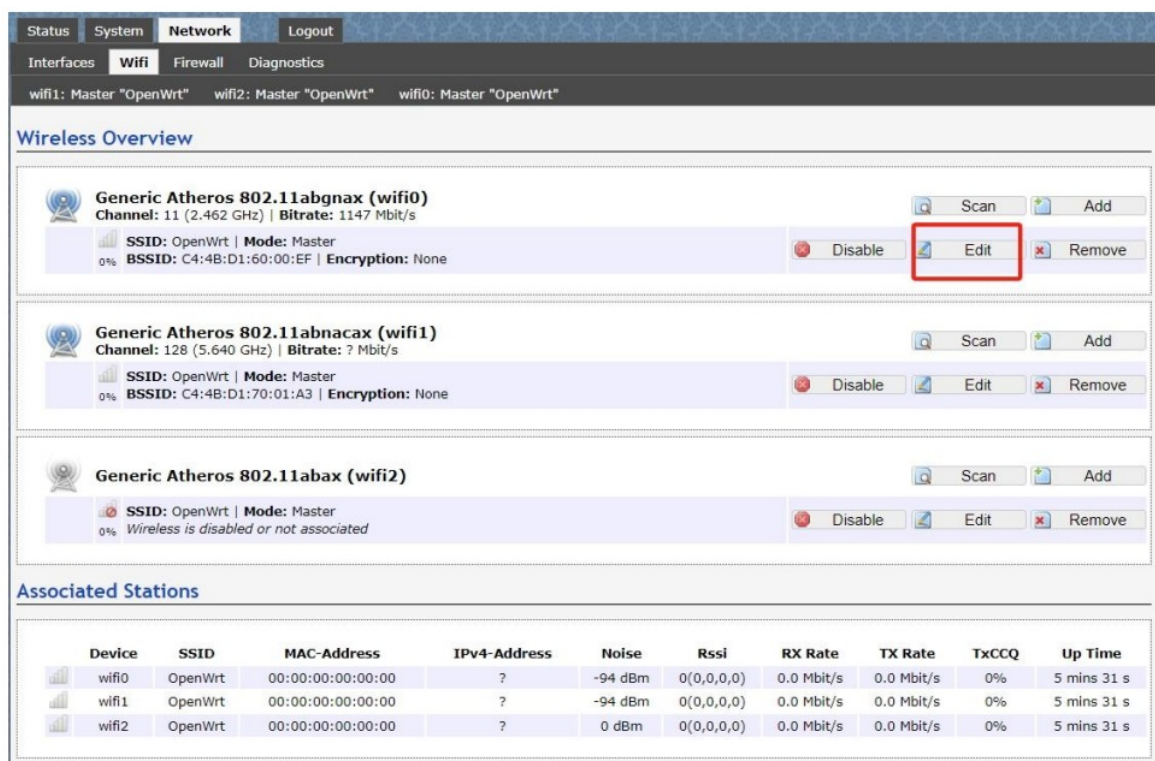 Status System Network Logout
Interfaces Wifi Firewall Diagnostics
wifi1: Master "OpenWrt" wifi2: Master "OpenWrt" wifi0: Master "OpenWrt"
Wireless Overview
Generic Atheros 802.11abgnax (wifi0)
Channel: 11 (2.462 GHz) | Bitrate: 1147 Mbit/s
Scan Add
SSID: OpenWrt | Mode: Master
0% BSSID: C4:4B:D1:60:00:EF | Encryption: None
Disable Edit Remove
Generic Atheros 802.11abnacax (wifi1)
Channel: 128 (5.640 GHz) | Bitrate: ? Mbit/s
Scan Add
SSID: OpenWrt | Mode: Master
0% BSSID: C4:4B:D1:70:01:A3 | Encryption: None
Disable Edit Remove
Generic Atheros 802.11abax (wifi2)
Scan Add
SSID: OpenWrt | Mode: Master
0% Wireless is disabled or not associated
Disable Edit Remove
Associated Stations
Device SSID MAC-Address IPv4-Address Noise Rssi RX Rate TX Rate TxCCQ Up Time
wifi0 OpenWrt 00:00:00:00:00:00 ? -94 dBm 0(0,0,0,0) 0.0 Mbit/s 0.0 Mbit/s 0% 5 mins 31 s
wifi1 OpenWrt 00:00:00:00:00:00 ? -94 dBm 0(0,0,0,0) 0.0 Mbit/s 0.0 Mbit/s 0% 5 mins 31 s
wifi2 OpenWrt 00:00:00:00:00:00 ? 0 dBm 0(0,0,0,0) 0.0 Mbit/s 0.0 Mbit/s 0% 5 mins 31 s